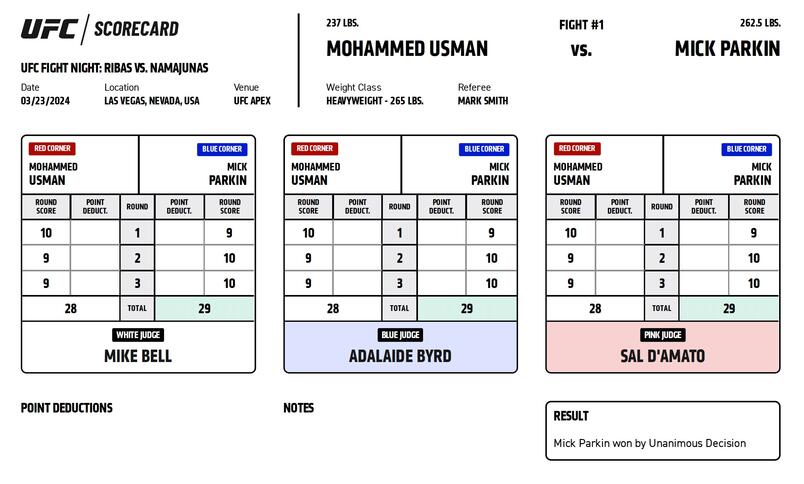 UFC / SCORECARD
UFC FIGHT NIGHT: RIBAS VS. NAMAJUNAS
Date Location Venue
03/23/2024 LAS VEGAS, NEVADA, USA UFC APEX
237 LBS. FIGHT #1 262.5 LBS.
MOHAMMED USMAN vs. MICK PARKIN
Weight Class Referee
HEAVYWEIGHT - 265 LBS. MARK SMITH
RED CORNER BLUE CORNER
MOHAMMED MICK
USMAN PARKIN
ROUND POINT ROUND POINT ROUND
SCORE DEDUCT. DEDUCT. SCORE
10 1 9
9 2 10
9 3 10
28 TOTAL 29
WHITE JUDGE
MIKE BELL
RED CORNER BLUE CORNER
MOHAMMED MICK
USMAN PARKIN
ROUND POINT ROUND POINT ROUND
SCORE DEDUCT. DEDUCT. SCORE
10 1 9
9 2 10
9 3 10
28 TOTAL 29
BLUE JUDGE
ADALAIDE BYRD
RED CORNER BLUE CORNER
MOHAMMED MICK
USMAN PARKIN
ROUND POINT ROUND POINT ROUND
SCORE DEDUCT. DEDUCT. SCORE
10 1 9
9 2 10
9 3 10
28 TOTAL 29
PINK JUDGE
SAL D'AMATO
POINT DEDUCTIONS
NOTES
RESULT
Mick Parkin won by Unanimous Decision